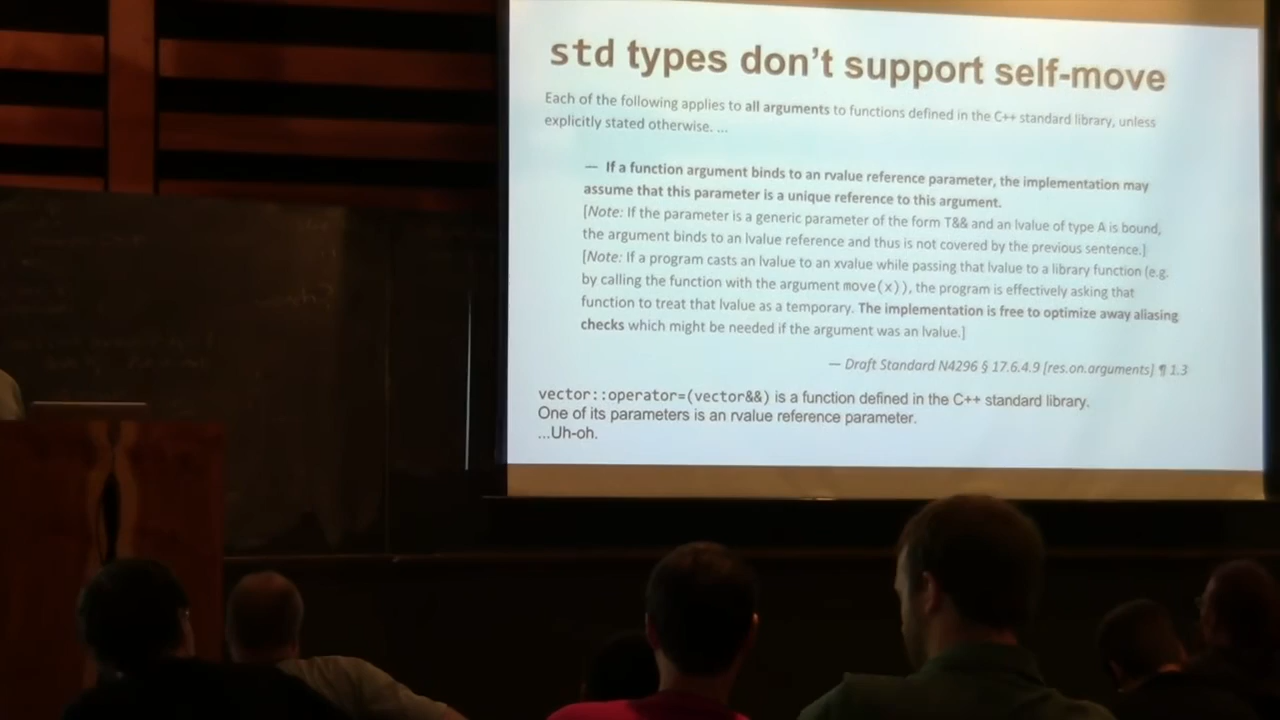 std types don't support self-move
Each of the following applies to all arguments to functions defined in the C++ standard library, unless
explicitly stated otherwise. ...
— If a function argument binds to an rvalue reference parameter, the implementation may
assume that this parameter is a unique reference to this argument.
[Note: If the parameter is a generic parameter of the form T&& and an lvalue of type A is bound,
the argument binds to an lvalue reference and thus is not covered by the previous sentence.]
[Note: If a program casts an lvalue to an xvalue while passing that lvalue to a library function (e.g.
by calling the function with the argument move(x)), the program is effectively asking that
function to treat that lvalue as a temporary. The implementation is free to optimize away aliasing
checks which might be needed if the argument was an lvalue.]
— Draft Standard N4296 § 17.6.4.9 [res.on.arguments] ¶ 1.3
vector::operator=(vector&&) is a function defined in the C++ standard library.
One of its parameters is an rvalue reference parameter.
...Uh-oh.